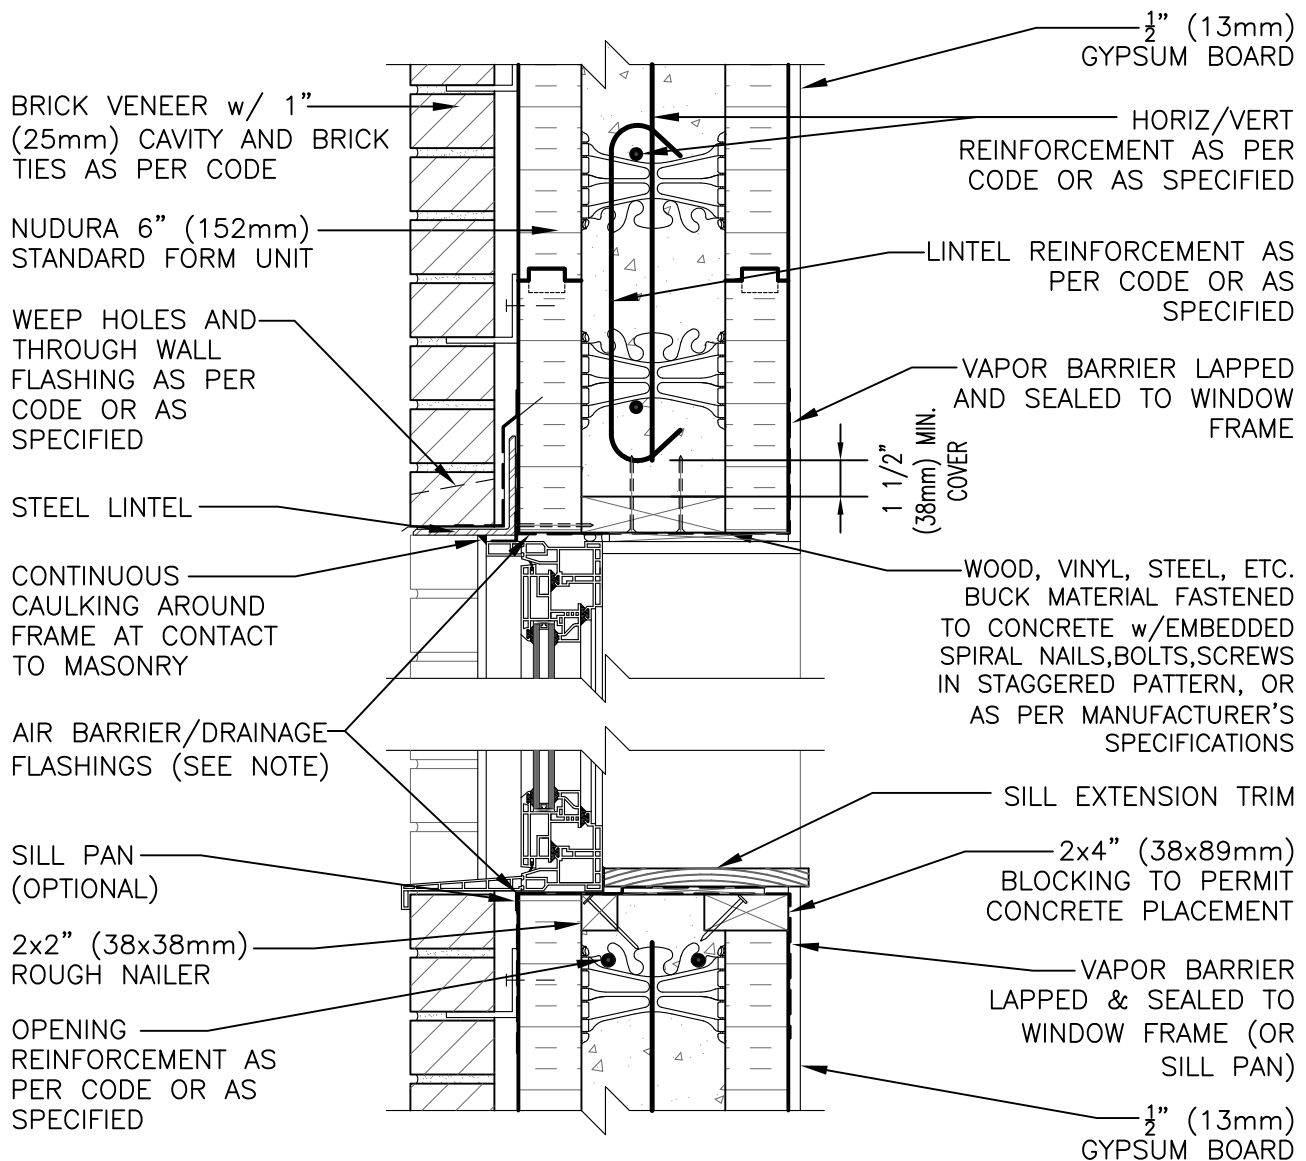 BRICK VENEER w/ 1"
(25mm) CAVITY AND BRICK
TIES AS PER CODE
NUDURA 6" (152mm)
STANDARD FORM UNIT
WEEP HOLES AND
THROUGH WALL
FLASHING AS PER
CODE OR AS
SPECIFIED
STEEL LINTEL
CONTINUOUS
CAULKING AROUND
FRAME AT CONTACT
TO MASONRY
AIR BARRIER/DRAINAGE
FLASHINGS (SEE NOTE)
SILL PAN
(OPTIONAL)
2x2" (38x38mm)
ROUGH NAILER
OPENING
REINFORCEMENT AS
PER CODE OR AS
SPECIFIED
1/2" (13mm)
GYPSUM BOARD
HORIZ/VERT
REINFORCEMENT AS PER
CODE OR AS SPECIFIED
LINTEL REINFORCEMENT AS
PER CODE OR AS
SPECIFIED
VAPOR BARRIER LAPPED
AND SEALED TO WINDOW
FRAME
1 1/2"
(38mm) MIN.
COVER
WOOD, VINYL, STEEL, ETC.
BUCK MATERIAL FASTENED
TO CONCRETE w/EMBEDDED
SPIRAL NAILS,BOLTS,SCREWS
IN STAGGERED PATTERN, OR
AS PER MANUFACTURER'S
SPECIFICATIONS
SILL EXTENSION TRIM
2x4" (38x89mm)
BLOCKING TO PERMIT
CONCRETE PLACEMENT
VAPOR BARRIER
LAPPED & SEALED TO
WINDOW FRAME (OR
SILL PAN)
1/2" (13mm)
GYPSUM BOARD